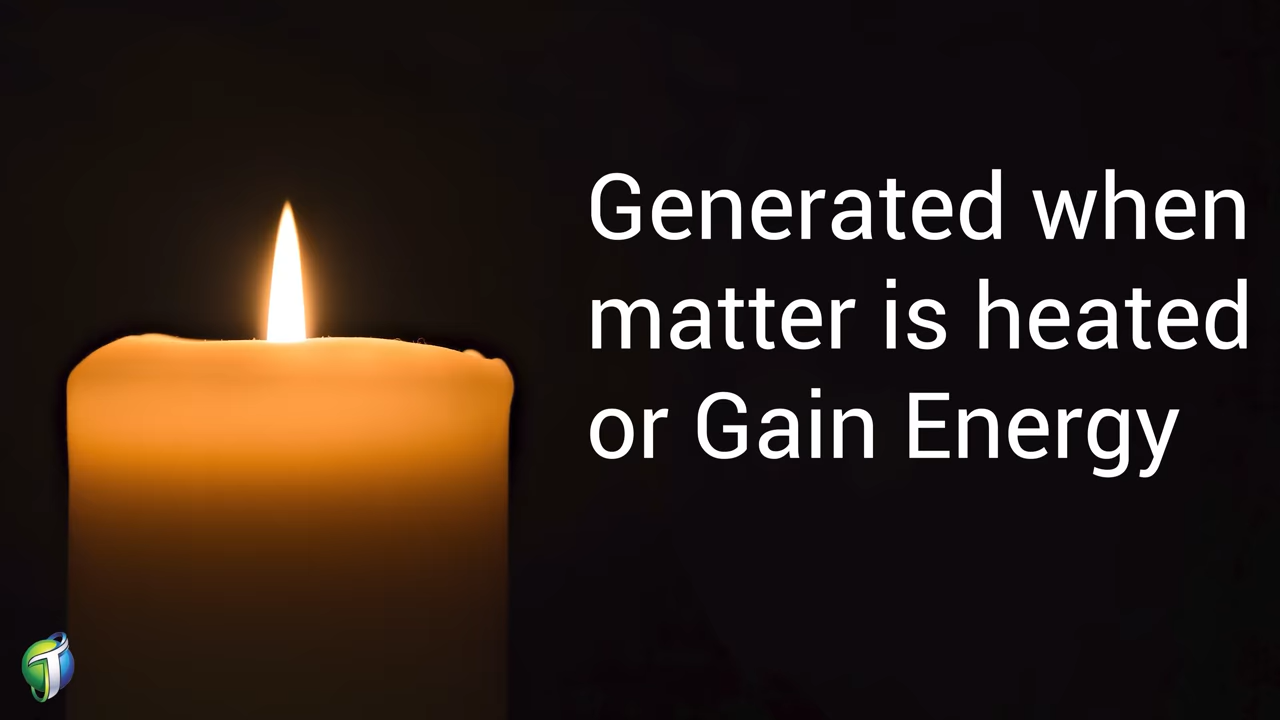 Generated when
matter is heated
or Gain Energy
T